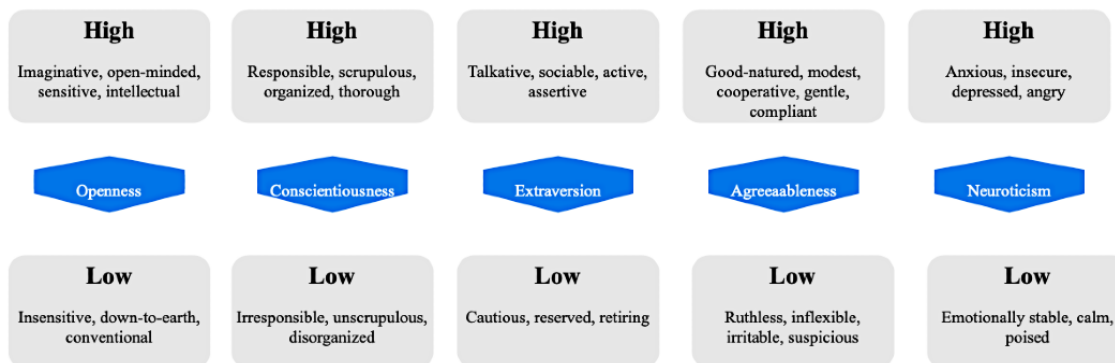 High
Imaginative, open-minded,
sensitive, intellectual
High
Responsible, scrupulous,
organized, thorough
High
Talkative, sociable, active,
assertive
High
Good-natured, modest,
cooperative, gentle,
compliant
High
Anxious, insecure,
depressed, angry
Openness
Conscientiousness
Extraversion
Agreeaableness
Neuroticism
Low
Insensitive, down-to-earth,
conventional
Low
Irresponsible, unscrupulous,
disorganized
Low
Cautious, reserved, retiring
Low
Ruthless, inflexible,
irritable, suspicious
Low
Emotionally stable, calm,
poised